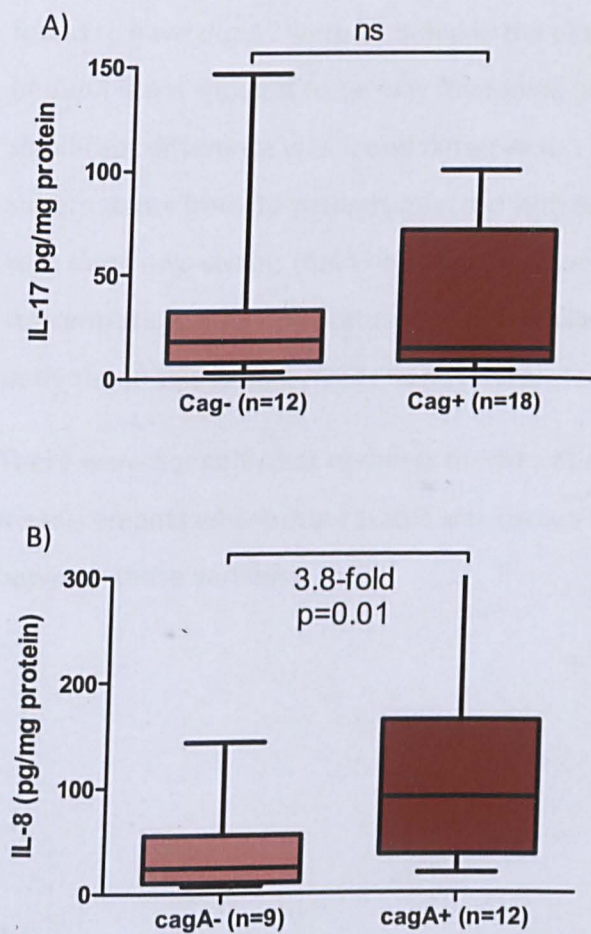 A)
ns
150
100
50
0
IL-17 pg/mg protein
Cag- (n=12)
Cag+ (n=18)
B)
3.8-fold
p=0.01
300
200
100
0
IL-8 (pg/mg protein)
cagA- (n=9)
cagA+ (n=12)